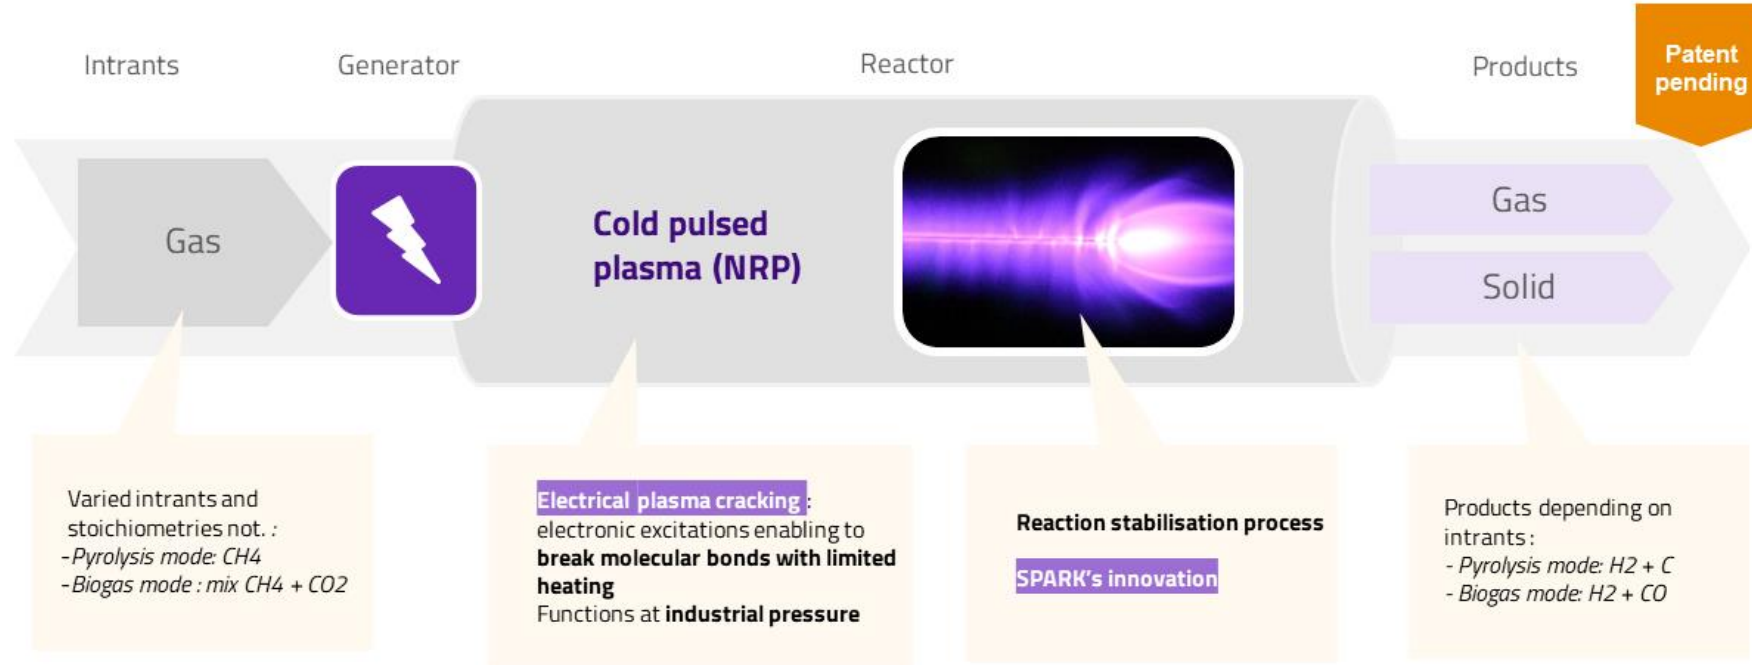 Intrants
Generator
Reactor
Products
Patent
pending
Gas
Cold pulsed
plasma (NRP)
Gas
Solid
Varied intrants and
stoichiometries not. :
-Pyrolysis mode: CH4
-Biogas mode : mix CH4 + CO2
Electrical plasma cracking :
electronic excitations enabling to
break molecular bonds with limited
heating
Functions at industrial pressure
Reaction stabilisation process
SPARK's innovation
Products depending on
intrants :
- Pyrolysis mode: H2 + C
- Biogas mode: H2 + CO